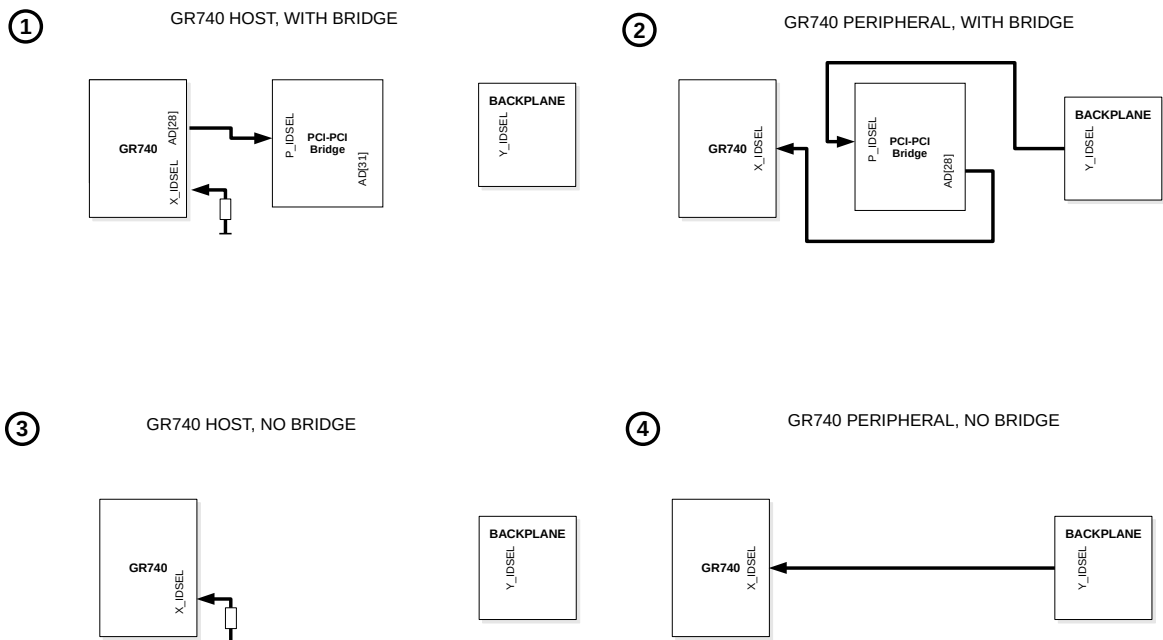 1
GR740 HOST, WITH BRIDGE
GR740
AD[28]
X_IDSEL
P_IDSEL
PCI-PCI
Bridge
AD[31]
BACKPLANE
Y_IDSEL
2
GR740 PERIPHERAL, WITH BRIDGE
GR740
X_IDSEL
P_IDSEL
PCI-PCI
Bridge
AD[28]
BACKPLANE
Y_IDSEL
3
GR740 HOST, NO BRIDGE
GR740
X_IDSEL
BACKPLANE
Y_IDSEL
4
GR740 PERIPHERAL, NO BRIDGE
GR740
X_IDSEL
BACKPLANE
Y_IDSEL